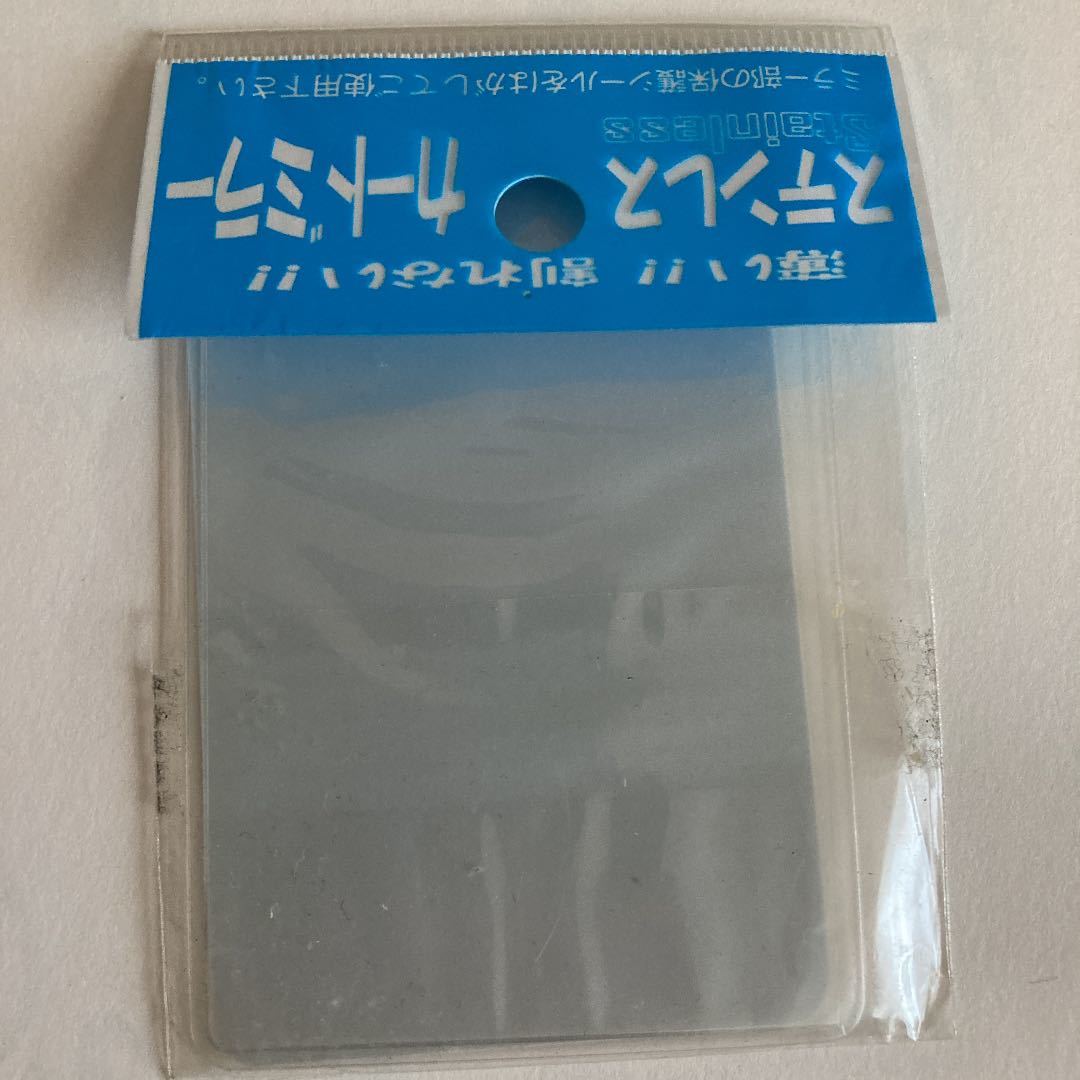 薄い!! 割れない!!
ステンレス カードミラー
Stainless
ミラー部の保護シールをはがしてご使用下さい。